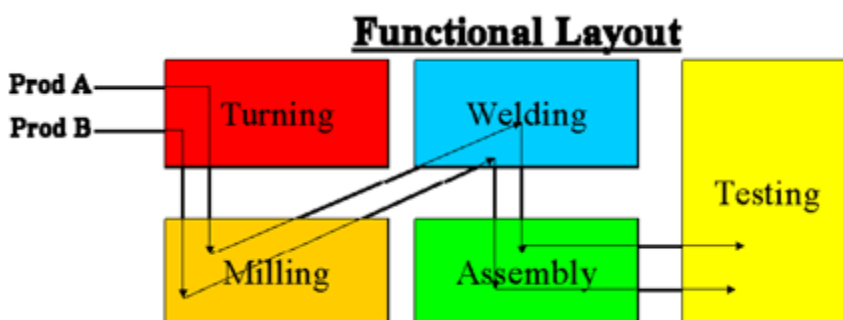 Functional Layout
Prod A
Turning
Welding
Prod B
Testing
Milling
Assembly